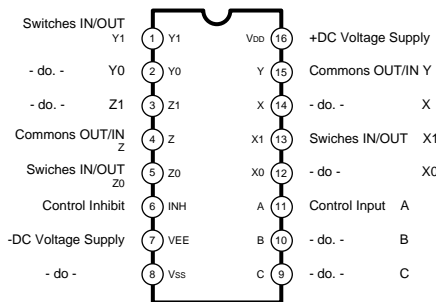 Switches IN/OUT
Y1 1 Y1 VDD 16 +DC Voltage Supply
- do. - Y0 2 Y0 Y 15 Commons OUT/IN Y
- do. - Z1 3 Z1 X 14 - do. - X
Commons OUT/IN
Z 4 Z X1 13 Swiches IN/OUT X1
Swiches IN/OUT
Z0 5 Z0 X0 12 - do - X0
Control Inhibit 6 INH A 11 Control Input A
-DC Voltage Supply 7 VEE B 10 - do. - B
- do - 8 VSS C 9 - do. - C